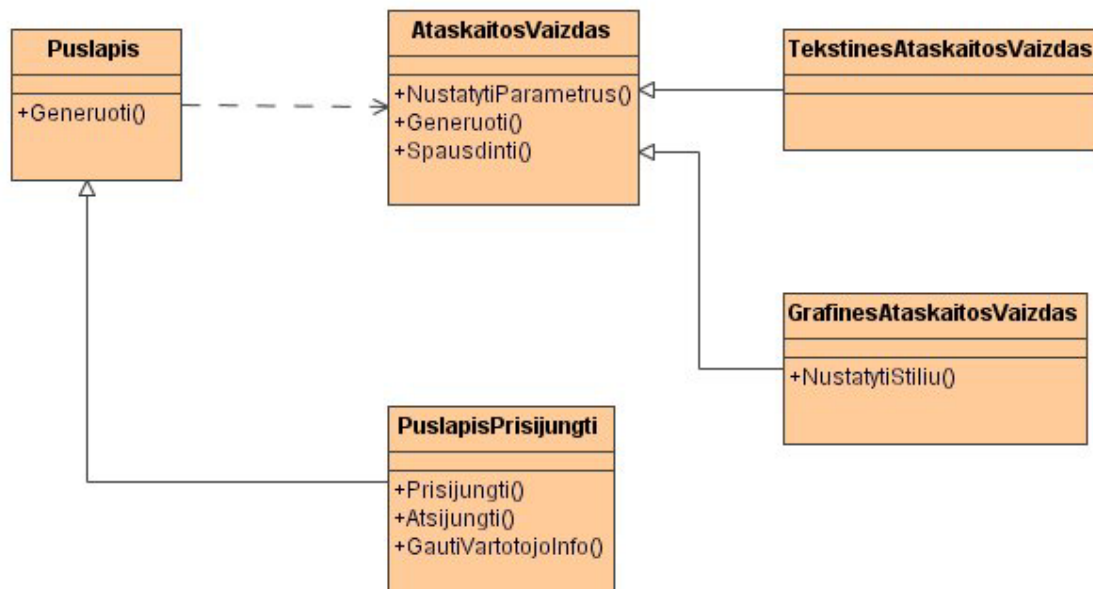 Puslapis
+Generuoti()
AtaskaitosVaizdas
+NustatytiParametrus()
+Generuoti()
+Spausdinti()
TekstinesAtaskaitosVaizdas
GrafinesAtaskaitosVaizdas
+NustatytiStiliu()
PuslapisPrisijungti
+Prisijungti()
+Atsijungti()
+GautiVartotojoInfo()